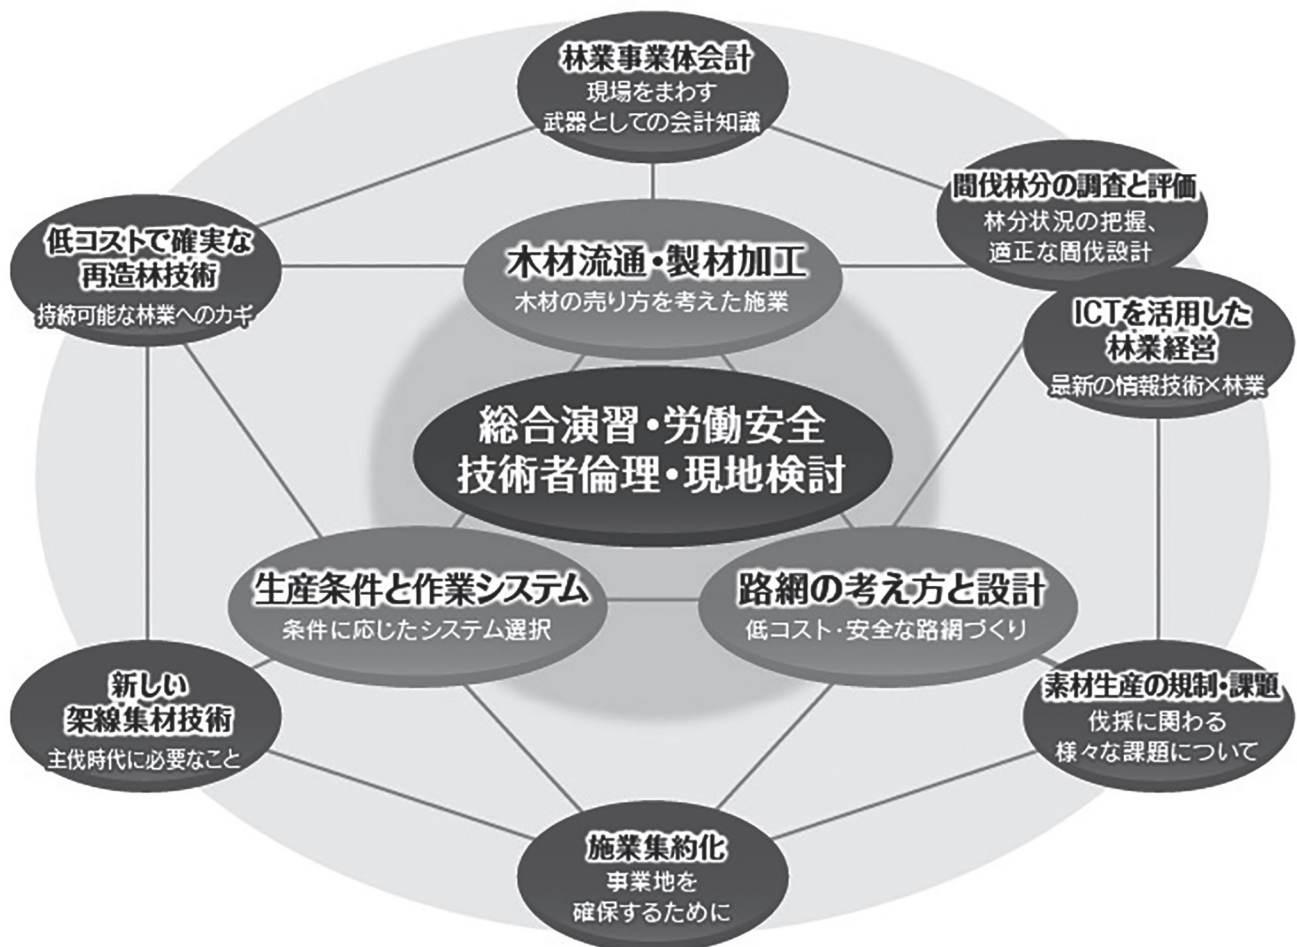 林業事業体会計
現場をまわす
武器としての会計知識
間伐林分の調査と評価
林分状況の把握、
適正な間伐設計
低コストで確実な
再造林技術
持続可能な林業へのカギ
木材流通・製材加工
木材の売り方を考えた施業
ICTを活用した
林業経営
最新の情報技術×林業
総合演習・労働安全
技術者倫理・現地検討
生産条件と作業システム
条件に応じたシステム選択
路網の考え方と設計
低コスト・安全な路網づくり
新しい
架線集材技術
主伐時代に必要なこと
素材生産の規制・課題
伐採に関わる
様々な課題について
施業集約化
事業地を
確保するために